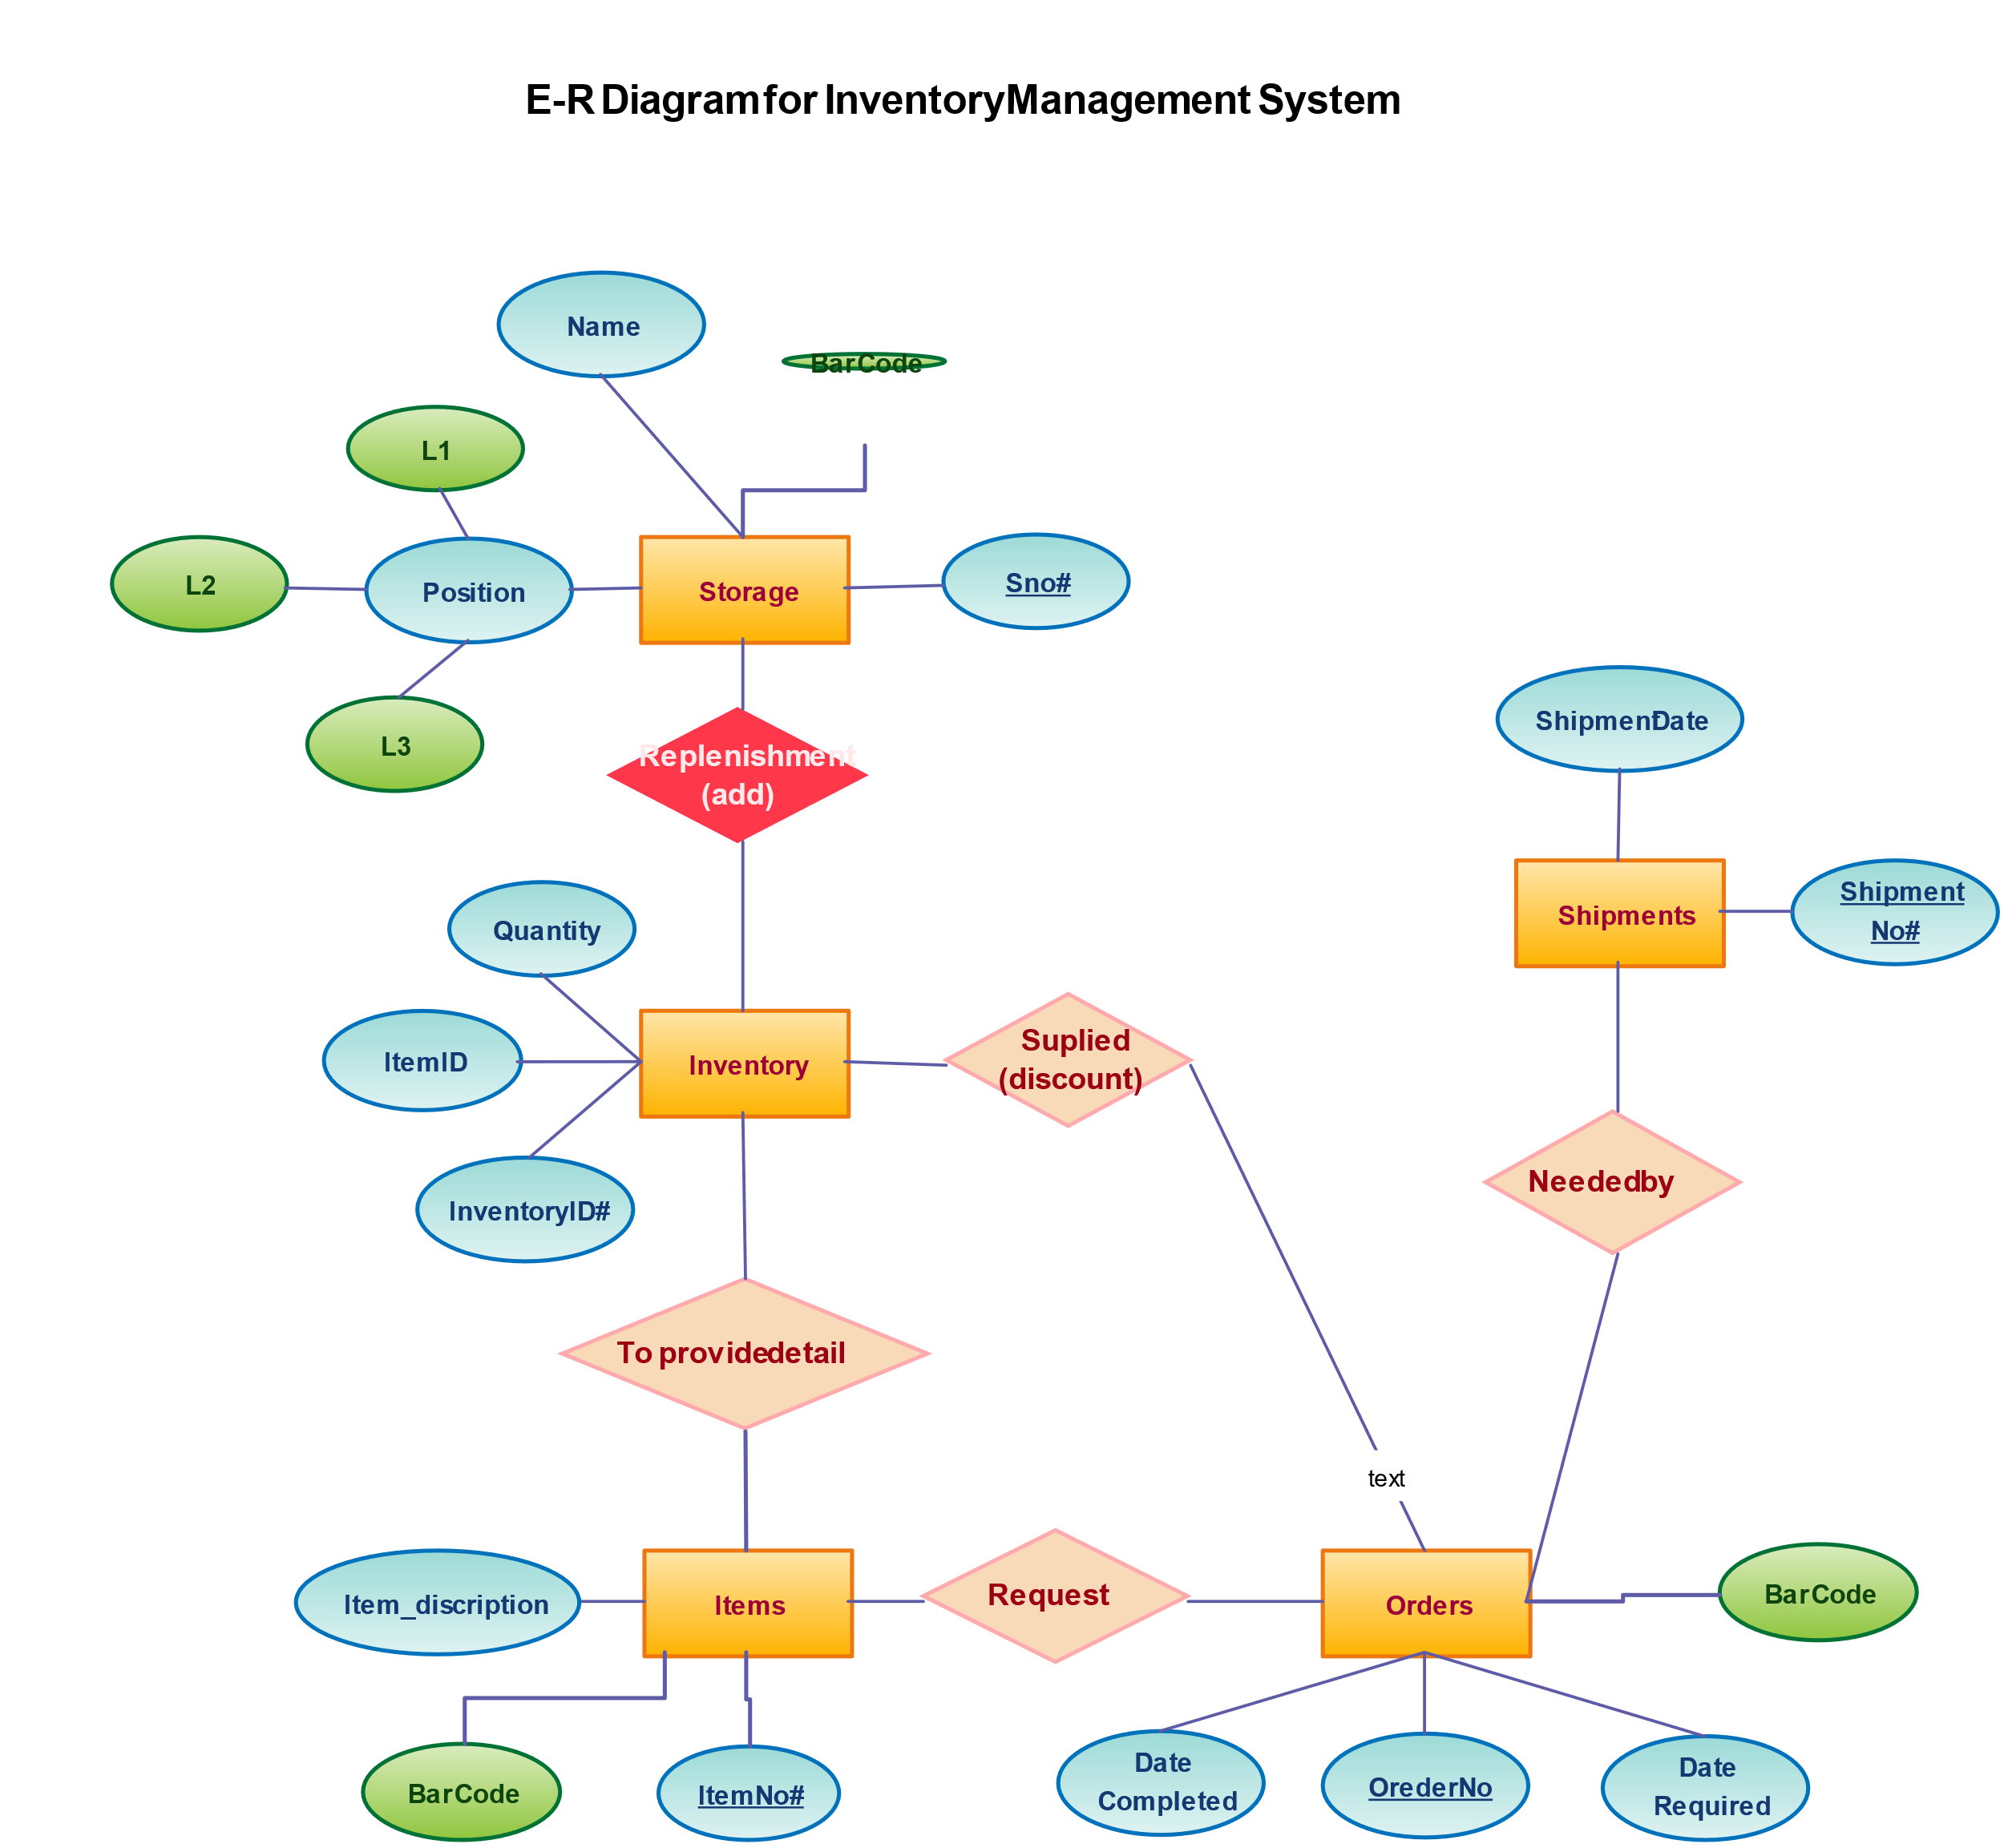 E-R Diagram for Inventory Management System
Name
BarCode
L1
L2
Position
Storage
Sno#
L3
ShipmentDate
Replenishment
(add)
Quantity
Shipments
Shipment
No#
ItemID
Inventory
Suplied
(discount)
InventoryID#
Neededby
To provide detail
text
Item_discription
Items
Request
Orders
BarCode
BarCode
ItemNo#
Date
Completed
OrederNo
Date
Required